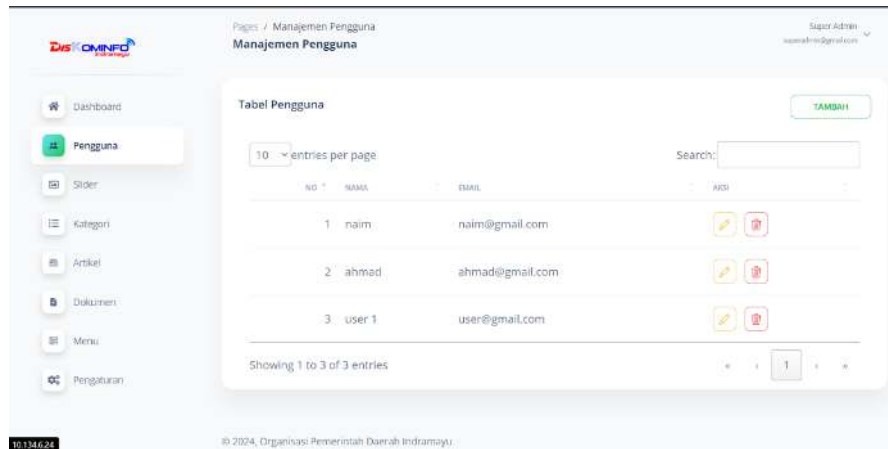 DISKOMINFO
Indramayu
Pages / Manajemen Pengguna
Manajemen Pengguna
Super Admin
superadmin@gmail.com
Dashboard
Pengguna
Slider
Kategori
Artikel
Dokumen
Menu
Pengaturan
Tabel Pengguna
TAMBAH
10 entries per page
Search:
NO NAMA EMAIL AKSI
1 naim naim@gmail.com
2 ahmad ahmad@gmail.com
3 user 1 user@gmail.com
Showing 1 to 3 of 3 entries
« ‹ 1 › »
© 2024, Organisasi Pemerintah Daerah Indramayu
10.134.6.24